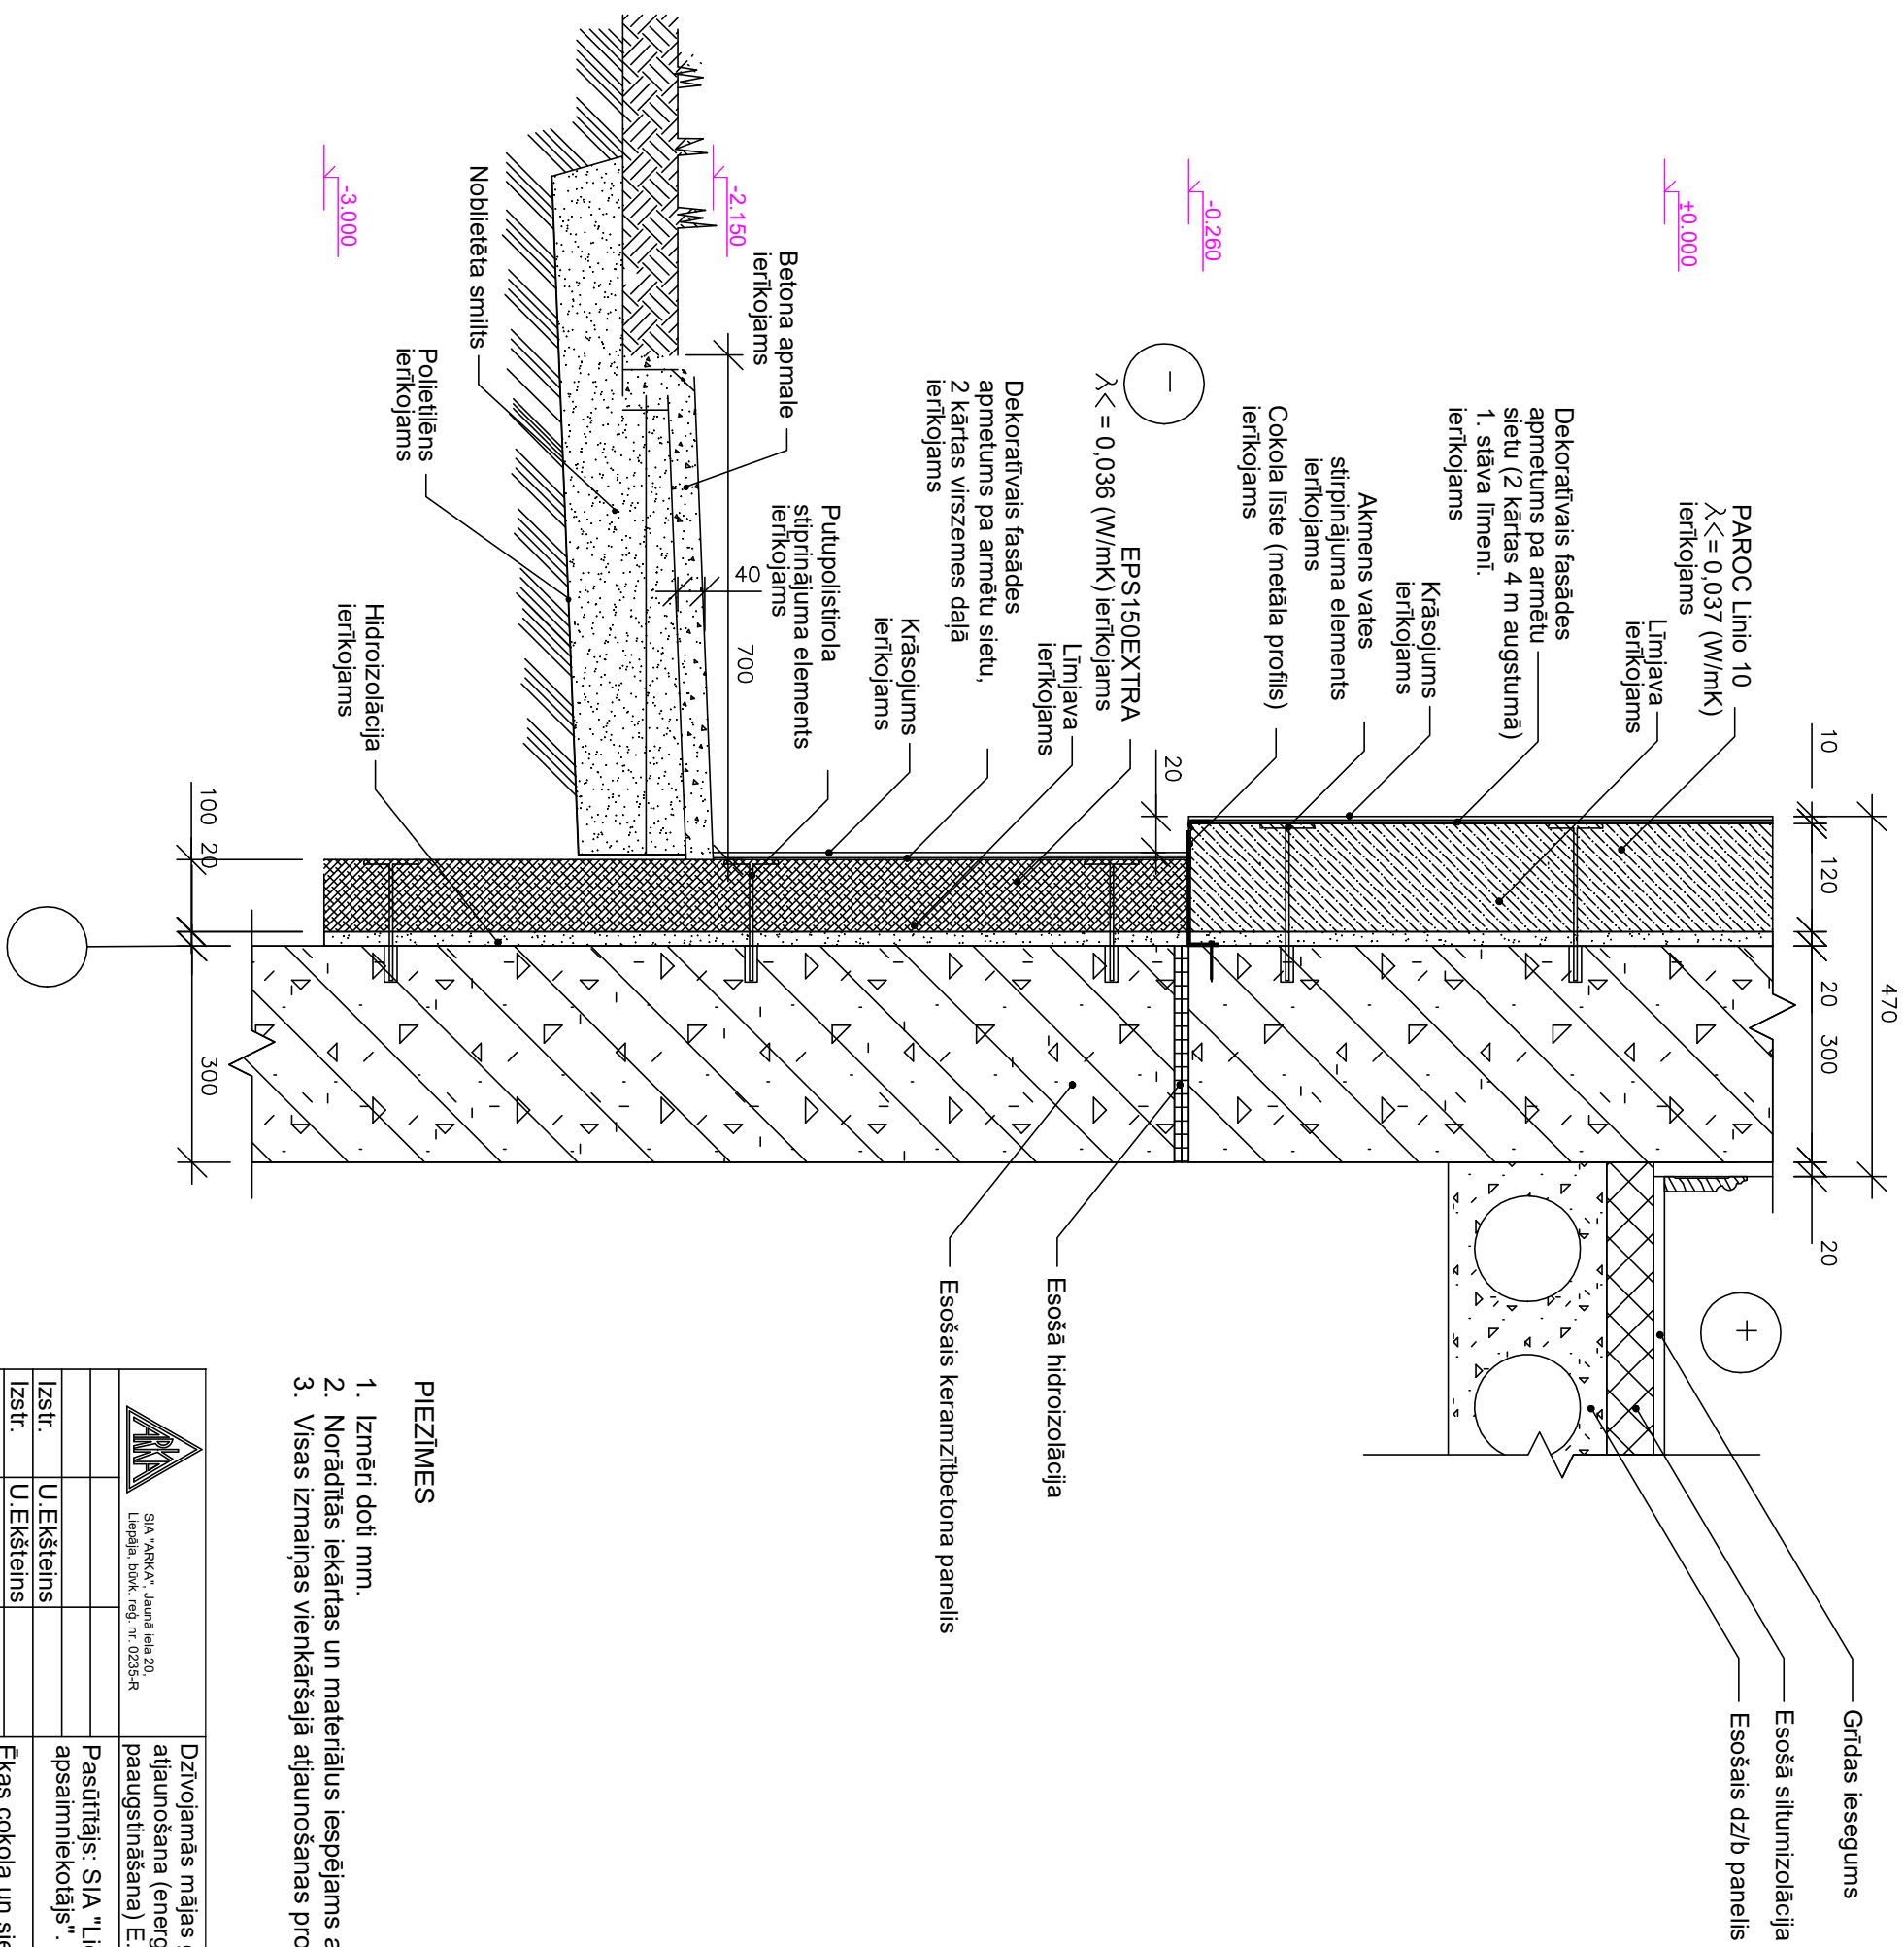 ±0.000
-0.260
-2.150
-3.000
PAROC Linio 10
λ<= 0,037 (W/mK)
ierīkojams
Līmjava
ierīkojams
Dekoratīvais fasādes
apmetums pa armētu
sietu (2 kārtas 4 m augstumā)
1. stāva līmenī.
ierīkojams
Krāsojums
ierīkojams
Akmens vates
stirpinājuma elements
ierīkojams
Cokola līste (metāla profils)
ierīkojams
EPS150EXTRA
λ<= 0,036 (W/mK) ierīkojams
Līmjava
ierīkojams
Dekoratīvais fasādes
apmetums pa armētu sietu,
2 kārtas virszemes daļā
ierīkojams
Krāsojums
ierīkojams
Putupolistirola
stiprinājuma elements
ierīkojams
Betona apmale
ierīkojams
Noblietēta smilts
Polietilēns
ierīkojams
Hidroizolācija
ierīkojams
10
120
20
300
20
470
20
700
40
100
20
300
−
+
Grīdas iesegums
Esošā siltumizolācija
Esošais dz/b panelis
Esošā hidroizolācija
Esošais keramzītbetona panelis
PIEZĪMES
1. Izmēri doti mm.
2. Norādītās iekārtas un materiālus iespējams a
3. Visas izmaiņas vienkāršajā atjaunošanas pro
ARKA
SIA "ARKA", Jaunā iela 20,
Liepāja, būvk. reģ. nr. 0235-R
Dzīvojamās mājas
atjaunošana (energ
paaugstināšana) E.
Pasūtītājs: SIA "Lie
apsaimniekotājs".
Izstr. U.Ekšteins
Izstr. U.Ekšteins
Ēkas cokola un sie